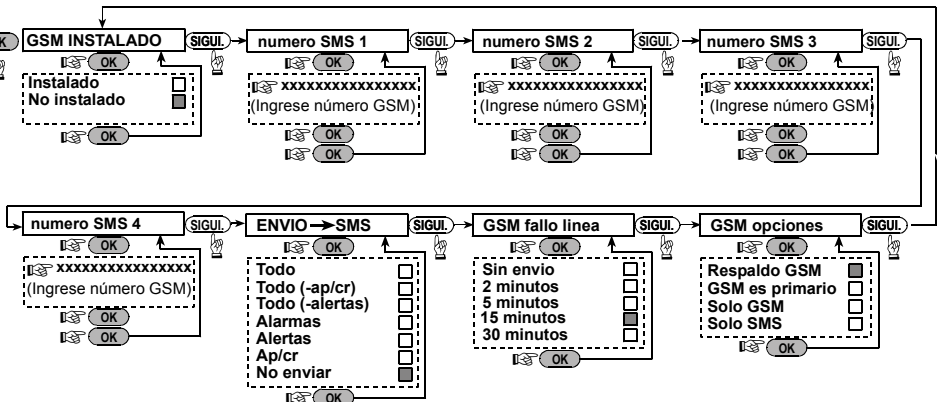 OK GSM INSTALADO SIGUI. numero SMS 1 SIGUI. numero SMS 2 SIGUI. numero SMS 3 SIGUI.
OK OK OK OK
Instalado
No instalado
xxxxxxxxxxxxxxxx xxxxxxxxxxxxxxxx xxxxxxxxxxxxxxxx
(Ingrese número GSM) (Ingrese número GSM) (Ingrese número GSM)
OK OK OK OK
OK OK OK
numero SMS 4 SIGUI. ENVIO → SMS SIGUI. GSM fallo linea SIGUI. GSM opciones SIGUI.
OK OK OK OK
xxxxxxxxxxxxxxxx
(Ingrese número GSM)
OK
OK
Todo
Todo (-ap/cr)
Todo (-alertas)
Alarmas
Alertas
Ap/cr
No enviar
OK
Sin envio
2 minutos
5 minutos
15 minutos
30 minutos
OK
Respaldo GSM
GSM es primario
Solo GSM
Solo SMS
OK